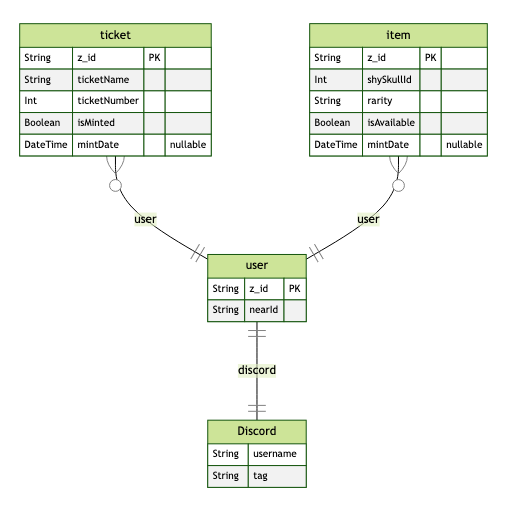 ticket
String z_id PK
String ticketName
Int ticketNumber
Boolean isMinted
DateTime mintDate nullable
item
String z_id PK
Int shySkullId
String rarity
Boolean isAvailable
DateTime mintDate nullable
user
user
user
String z_id PK
String nearId
discord
Discord
String username
String tag